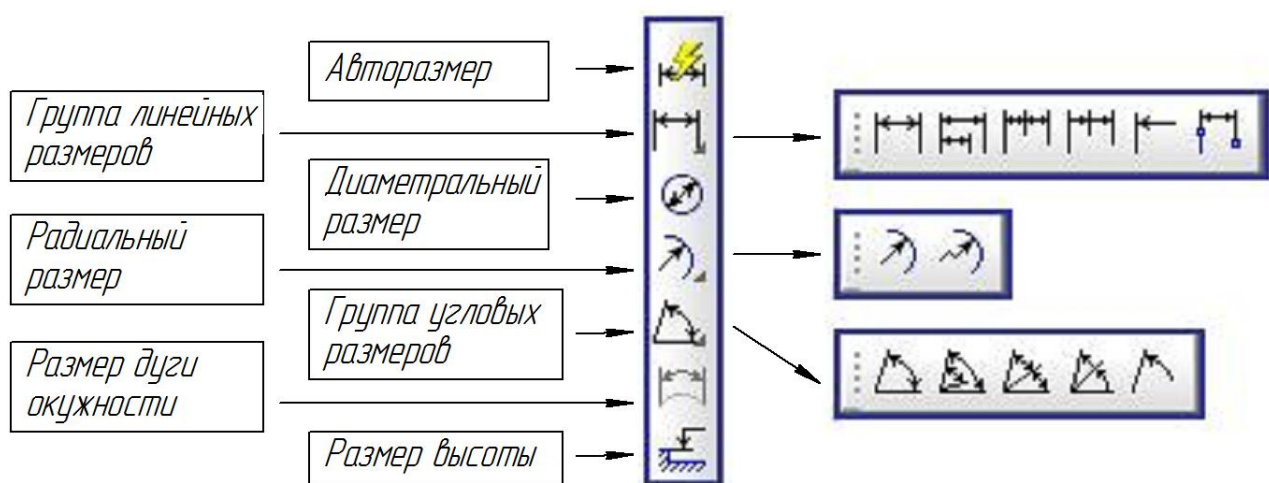 Авторазмер
Группа линейных
размеров
Диаметральный
размер
Радиальный
размер
Группа угловых
размеров
Размер дуги
окужности
Размер высоты